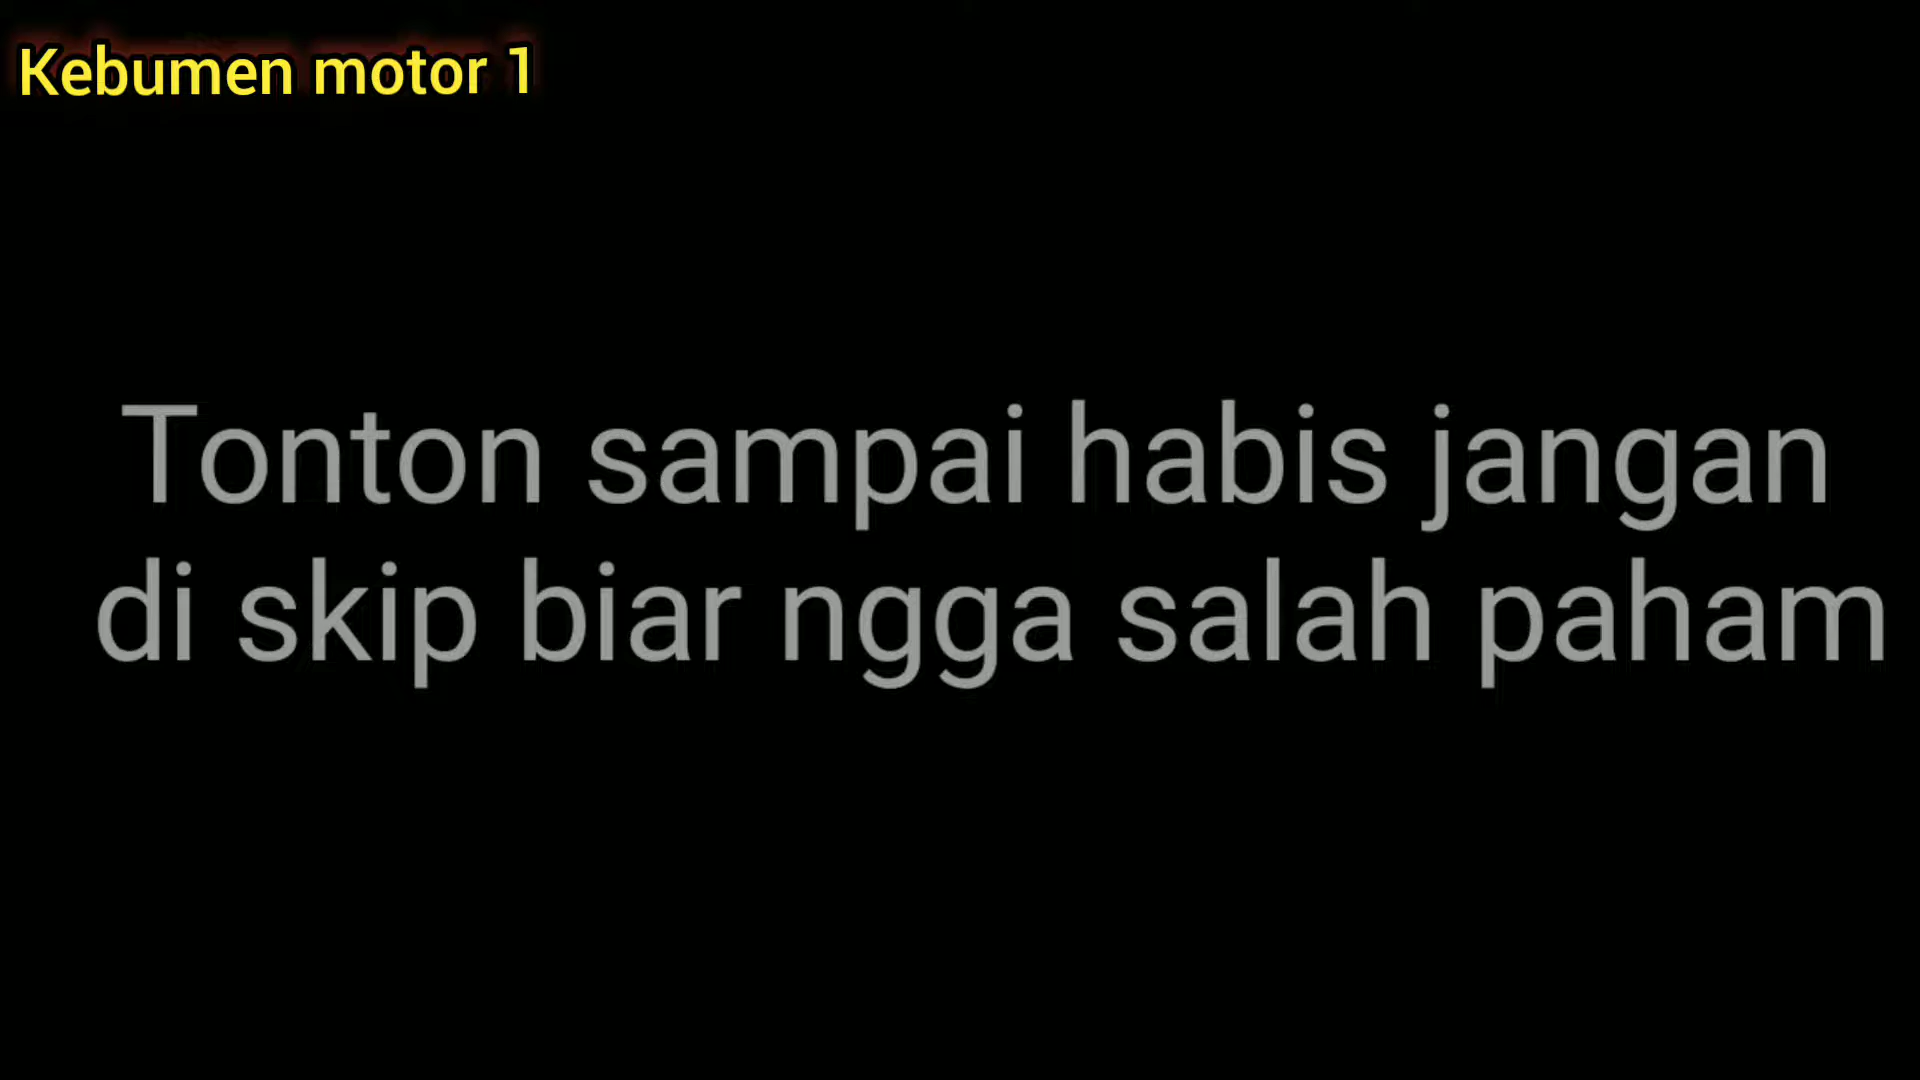 Kebumen motor 1
Tonton sampai habis jangan
di skip biar ngga salah paham